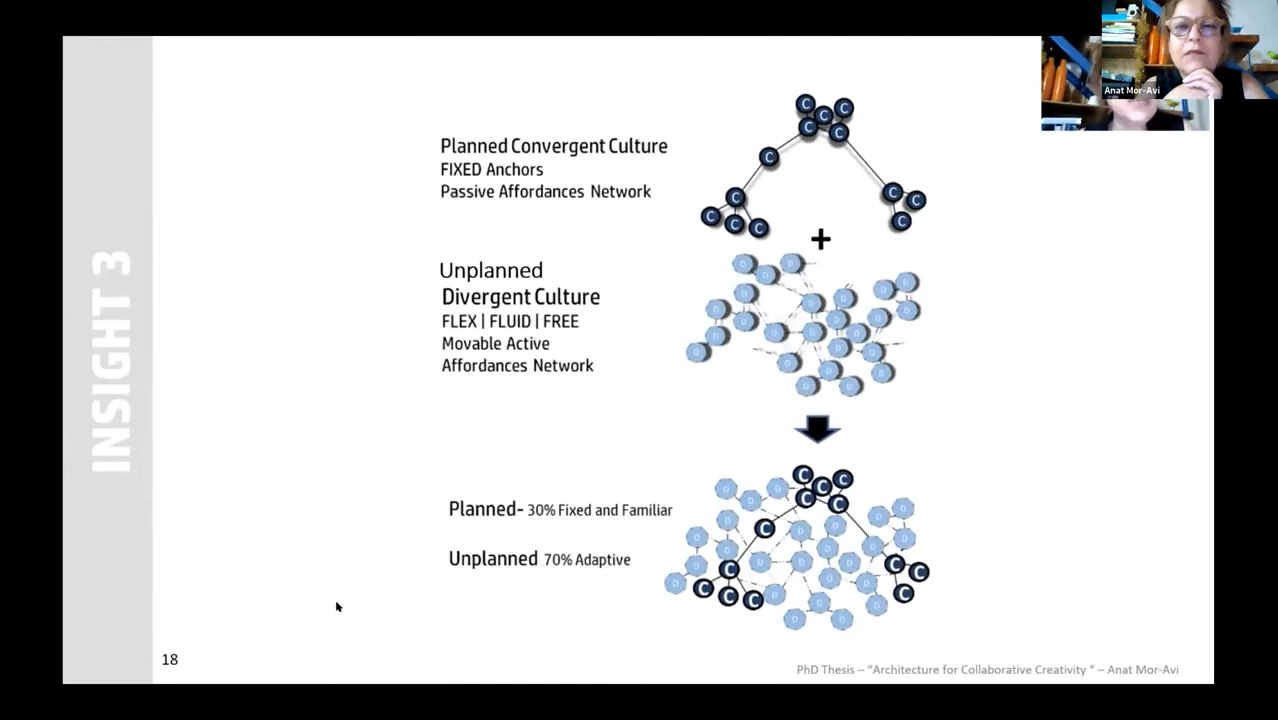 Anat Mor-Avi
INSIGHT 3
Planned Convergent Culture
FIXED Anchors
Passive Affordances Network
C C C
C C
C
C C
C C C C C
+
Unplanned
Divergent Culture
FLEX | FLUID | FREE
Movable Active
Affordances Network
Planned- 30% Fixed and Familiar
Unplanned 70% Adaptive
18
PhD Thesis – “Architecture for Collaborative Creativity “ – Anat Mor-Avi